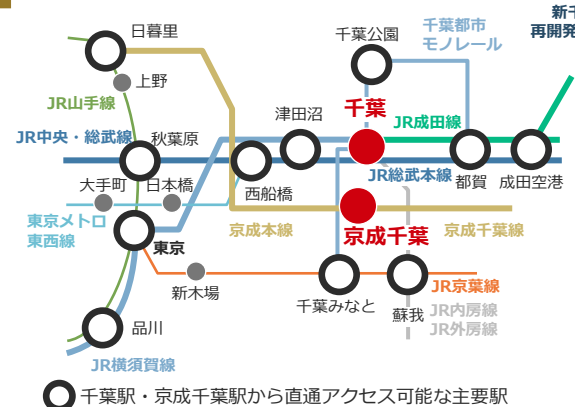 新千
再開発
日暮里
千葉公園
千葉都市
モノレール
上野
千葉
JR山手線
津田沼
JR成田線
JR中央・総武線
秋葉原
JR総武本線
都賀
成田空港
大手町
日本橋
西船橋
東京メトロ
東西線
京成本線
京成千葉
京成千葉線
東京
新木場
千葉みなと
蘇我
JR京葉線
JR内房線
JR外房線
品川
JR横須賀線
千葉駅・京成千葉駅から直通アクセス可能な主要駅